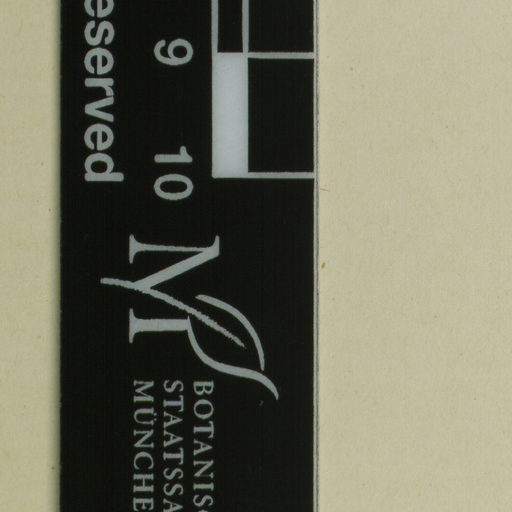 eserved
9 10
M
BOTANIS
STAATSSA
MÜNCHE